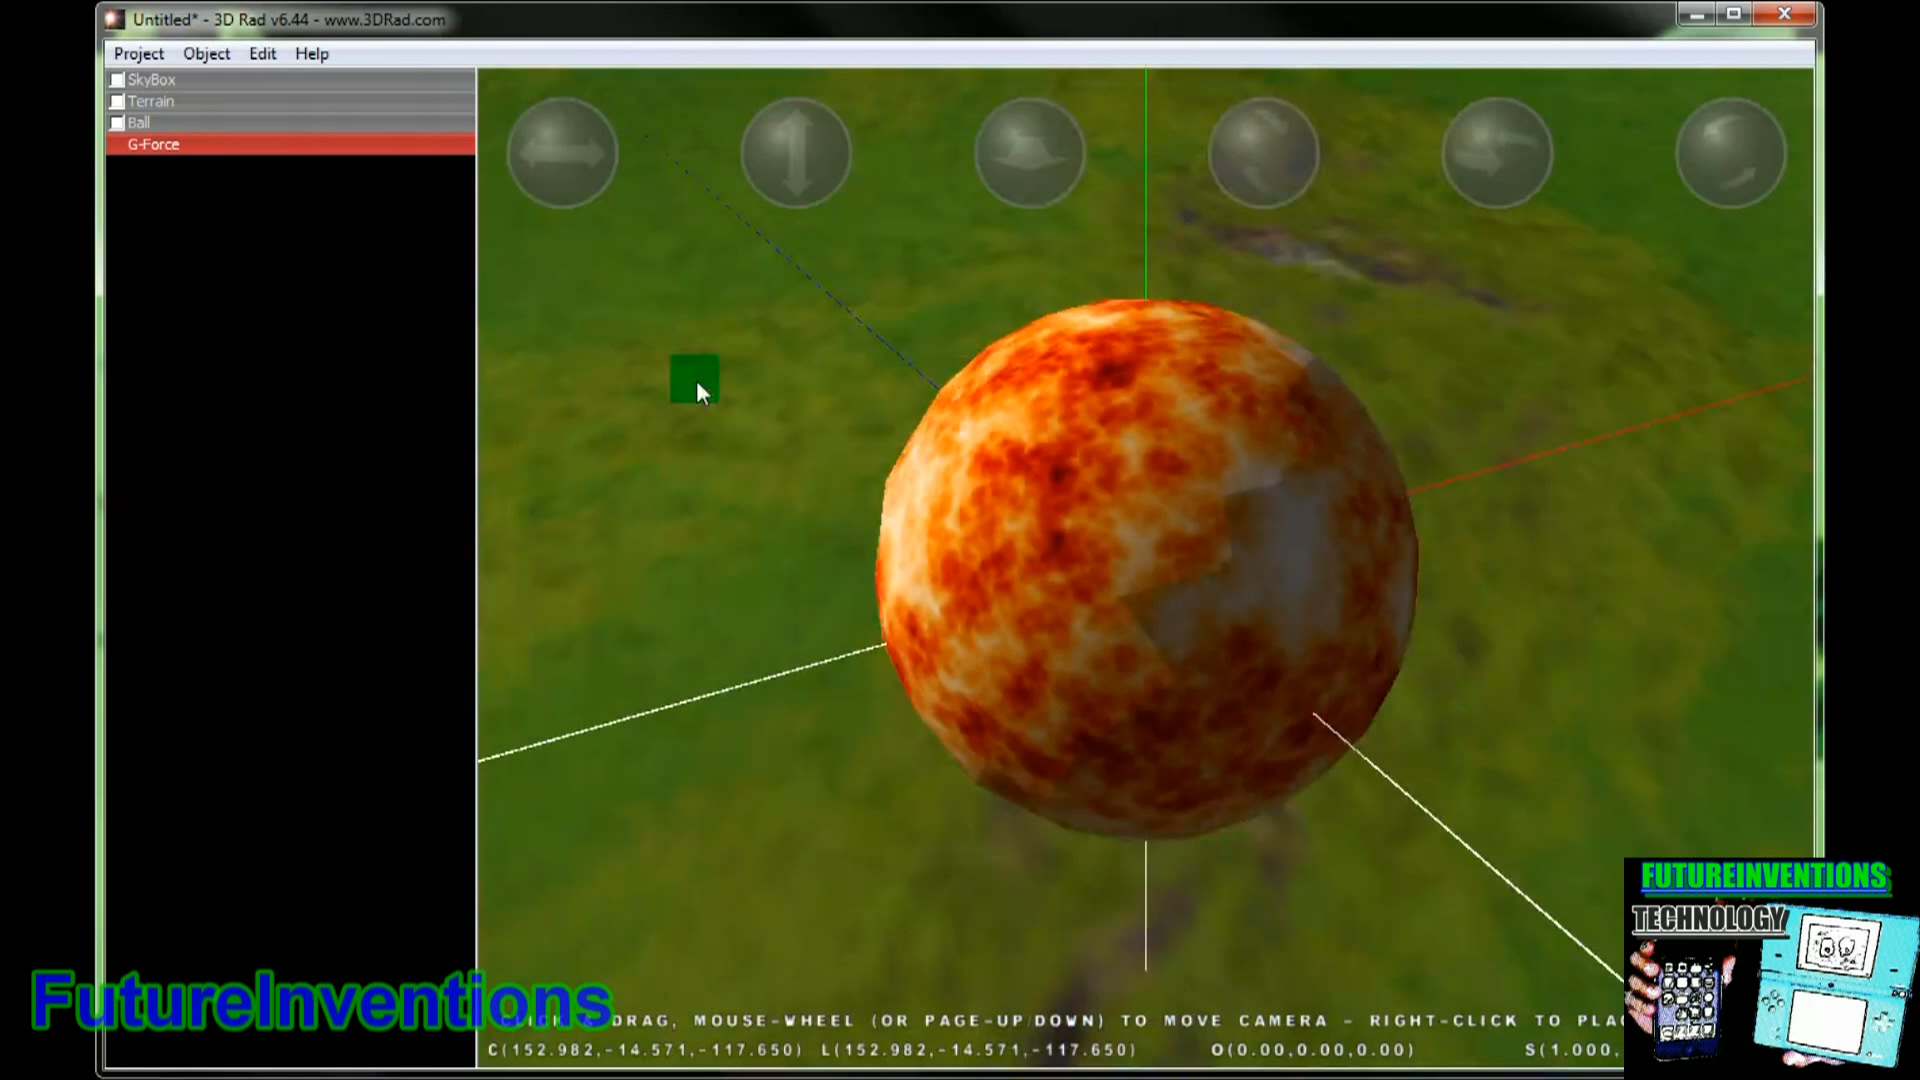 Untitled* - 3D Rad v6.44 - www.3DRad.com
Project Object Edit Help
SkyBox
Terrain
Ball
G-Force
FUTUREINVENTIONS
TECHNOLOGY
FutureInventions
DRAG, MOUSE-WHEEL (OR PAGE-UP/DOWN) TO MOVE CAMERA - RIGHT-CLICK TO PLA
C(152.982,-14.571,-117.650) L(152.982,-14.571,-117.650) O(0.00,0.00,0.00) S(1.000,